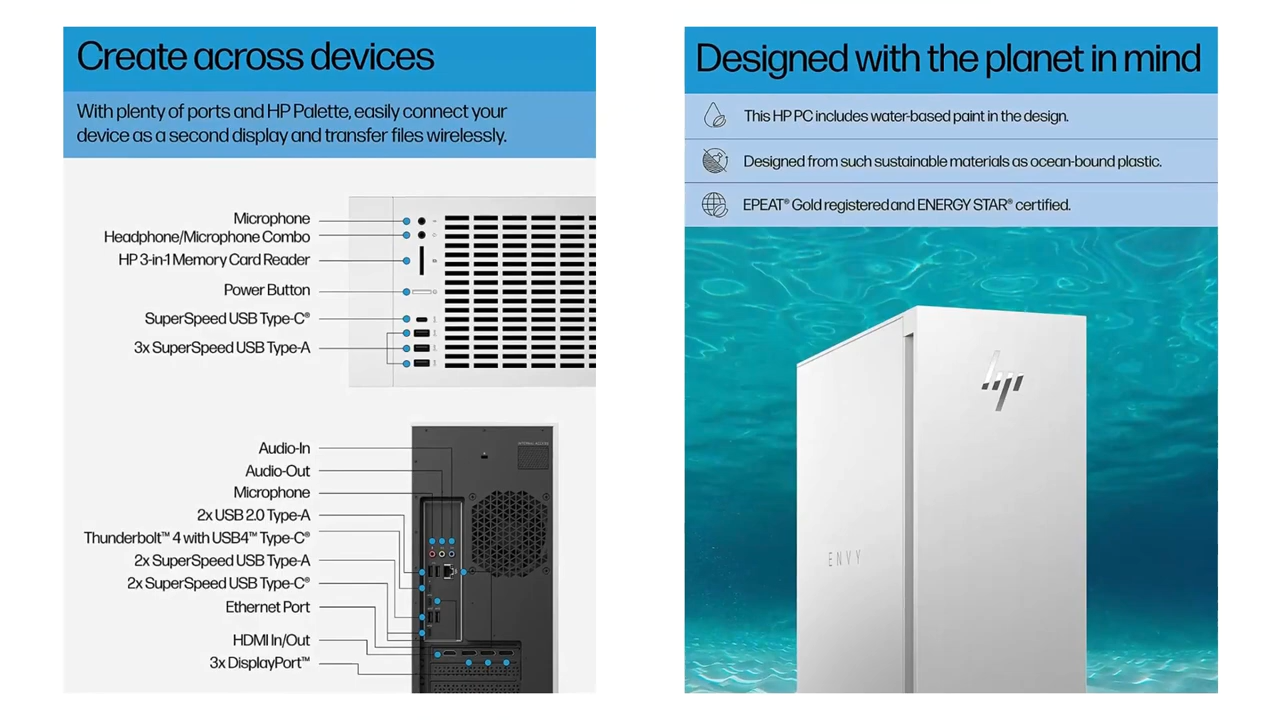 Create across devices
With plenty of ports and HP Palette, easily connect your
device as a second display and transfer files wirelessly.
Microphone
Headphone/Microphone Combo
HP 3-in-1 Memory Card Reader
Power Button
SuperSpeed USB Type-C®
3x SuperSpeed USB Type-A
Audio-In
Audio-Out
Microphone
2x USB 2.0 Type-A
Thunderbolt™ 4 with USB4™ Type-C®
2x SuperSpeed USB Type-A
2x SuperSpeed USB Type-C®
Ethernet Port
HDMI In/Out
3x DisplayPort™
Designed with the planet in mind
This HP PC includes water-based paint in the design.
Designed from such sustainable materials as ocean-bound plastic.
EPEAT® Gold registered and ENERGY STAR® certified.
hp
ENVY